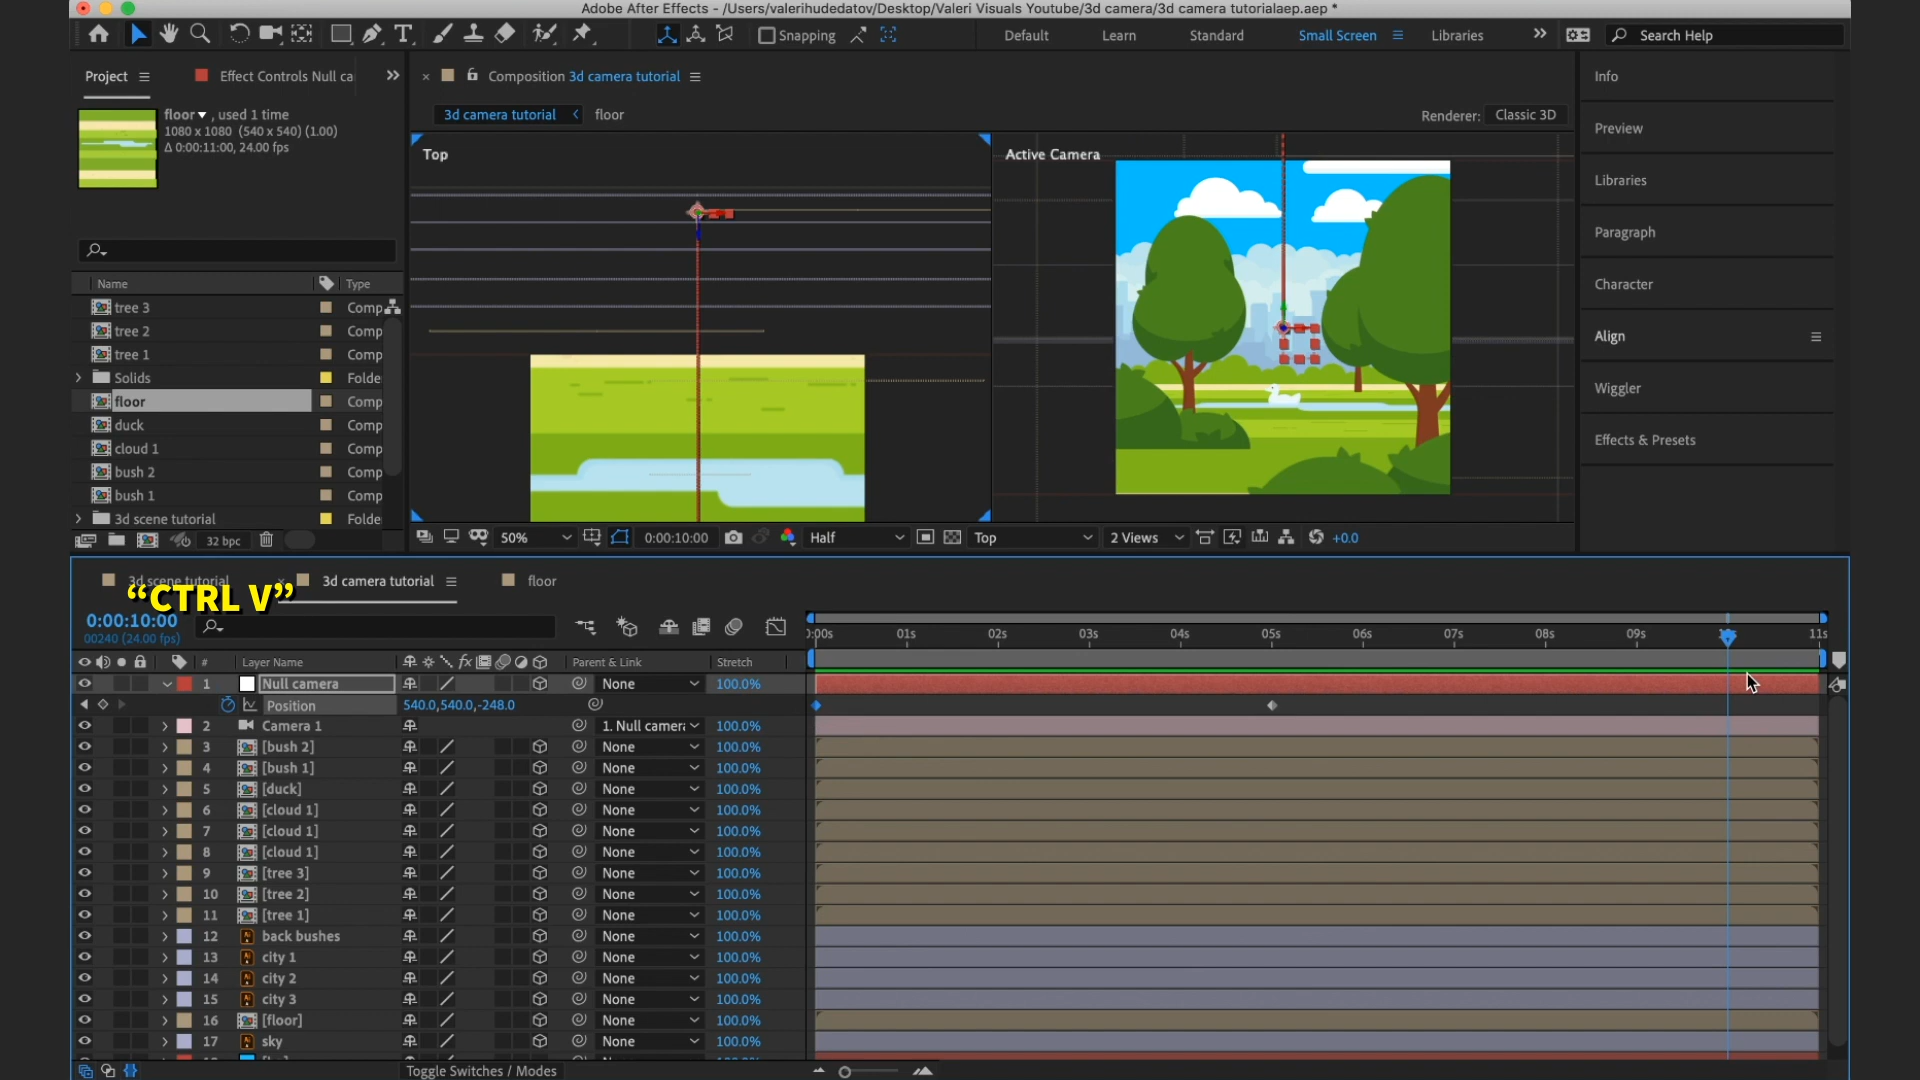 Adobe After Effects - /Users/valerihudedatov/Desktop/Valeri Visuals Youtube/3d camera/3d camera tutorialaep.aep *
Snapping
Default
Learn
Standard
Small Screen
Libraries
Search Help
Project
Effect Controls Null ca
floor , used 1 time
1080 x 1080 (540 x 540) (1.00)
Δ 0:00:11:00, 24.00 fps
Name
Type
tree 3
Comp
tree 2
Comp
tree 1
Comp
Solids
Folde
floor
Comp
duck
Comp
cloud 1
Comp
bush 2
Comp
bush 1
Comp
3d scene tutorial
Folde
32 bpc
Composition 3d camera tutorial
3d camera tutorial
floor
Renderer: Classic 3D
Top
Active Camera
50%
0:00:10:00
Half
Top
2 Views
+0.0
Info
Preview
Libraries
Paragraph
Character
Align
Wiggler
Effects & Presets
3d scene tutorial
3d camera tutorial
floor
“CTRL V”
0:00:10:00
00240 (24.00 fps)
0:00s 01s 02s 03s 04s 05s 06s 07s 08s 09s 11s
# Layer Name Parent & Link Stretch
1 Null camera None 100.0%
Position 540.0,540.0,-248.0
2 Camera 1 1. Null camera 100.0%
3 [bush 2] None 100.0%
4 [bush 1] None 100.0%
5 [duck] None 100.0%
6 [cloud 1] None 100.0%
7 [cloud 1] None 100.0%
8 [cloud 1] None 100.0%
9 [tree 3] None 100.0%
10 [tree 2] None 100.0%
11 [tree 1] None 100.0%
12 back bushes None 100.0%
13 city 1 None 100.0%
14 city 2 None 100.0%
15 city 3 None 100.0%
16 [floor] None 100.0%
17 sky None 100.0%
Toggle Switches / Modes